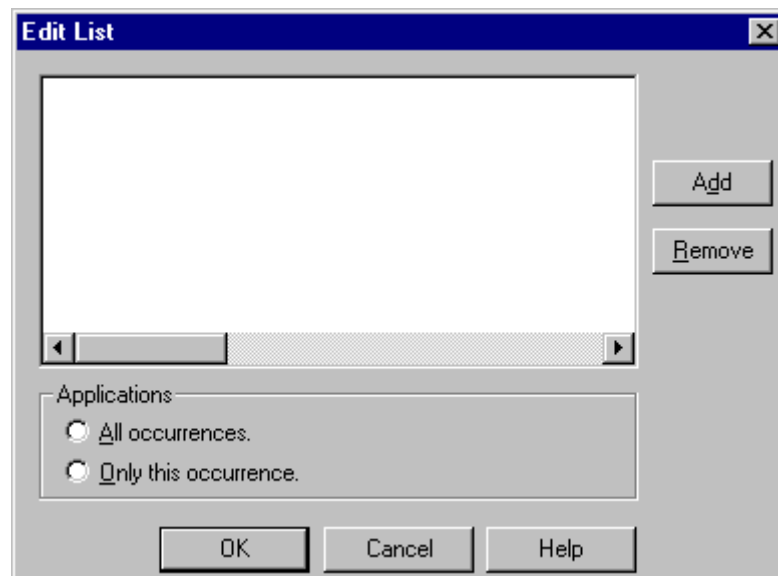 Edit List
Add
Remove
Applications
All occurrences.
Only this occurrence.
OK Cancel Help